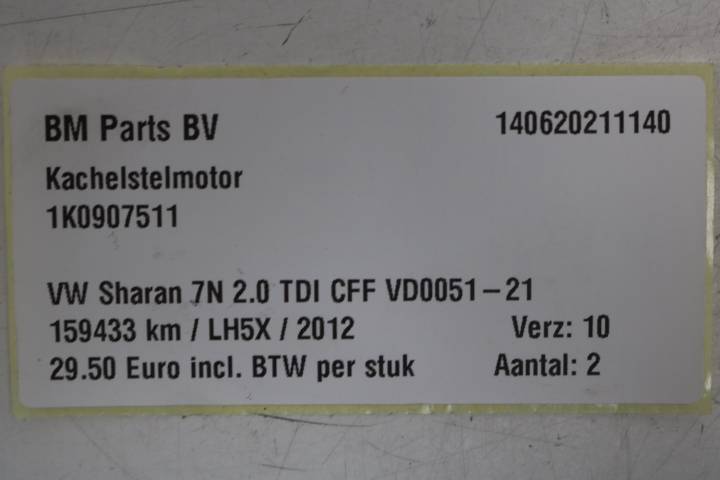 BM Parts BV 140620211140
Kachelstelmotor
1K0907511
VW Sharan 7N 2.0 TDI CFF VD0051-21
159433 km / LH5X / 2012 Verz: 10
29.50 Euro incl. BTW per stuk Aantal: 2